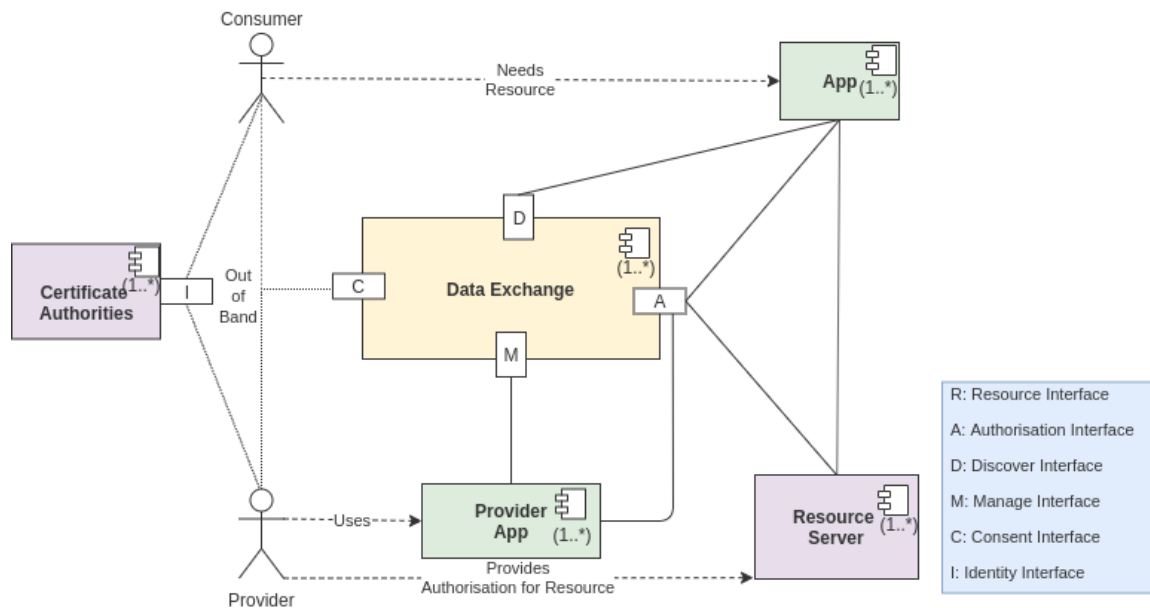 Consumer
Needs
Resource
App
(1..*)
D
(1..*)
Data Exchange
C
A
M
Certificate
Authorities
(1..*)
I
Out
of
Band
R: Resource Interface
A: Authorisation Interface
D: Discover Interface
M: Manage Interface
C: Consent Interface
I: Identity Interface
Uses
Provider
App
(1..*)
Resource
Server
(1..*)
Provides
Authorisation for Resource
Provider